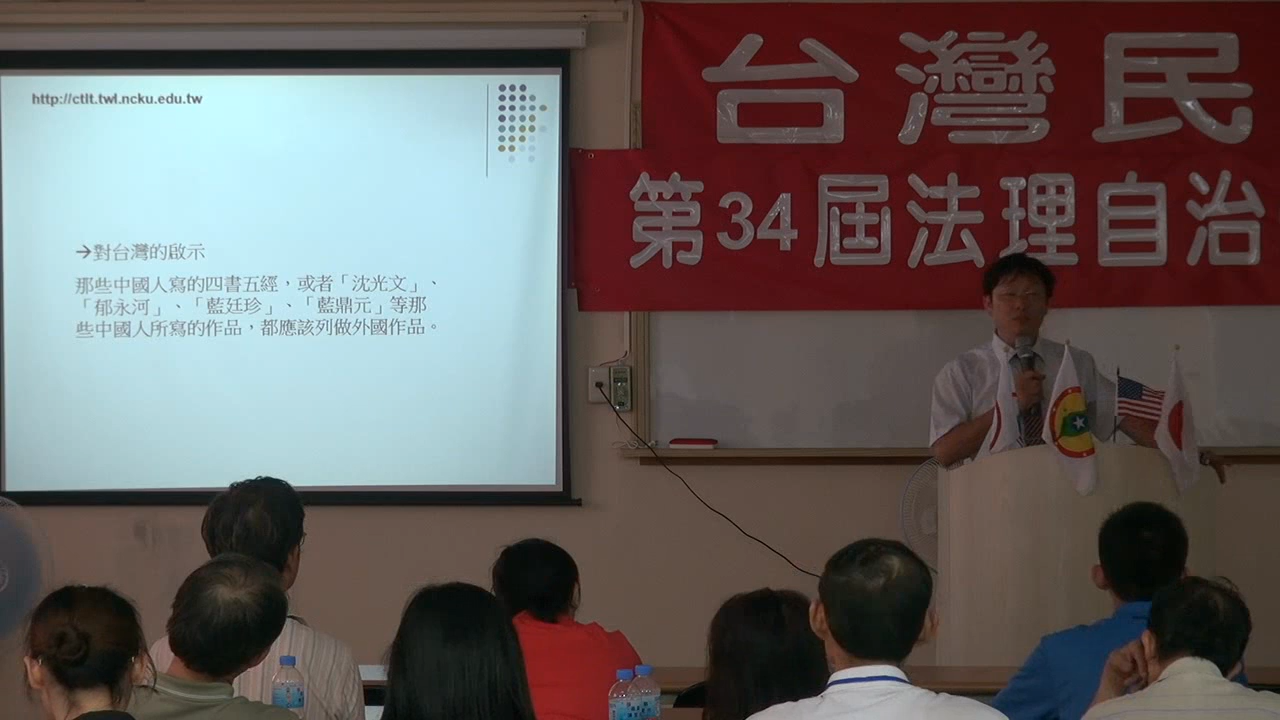 http://ctlt.twl.ncku.edu.tw
→對台灣的啟示
那些中國人寫的四書五經，或者「沈光文」、
「郁永河」、「藍廷珍」、「藍鼎元」等那
些中國人所寫的作品，都應該列做外國作品。
台灣民
第34屆法理自治